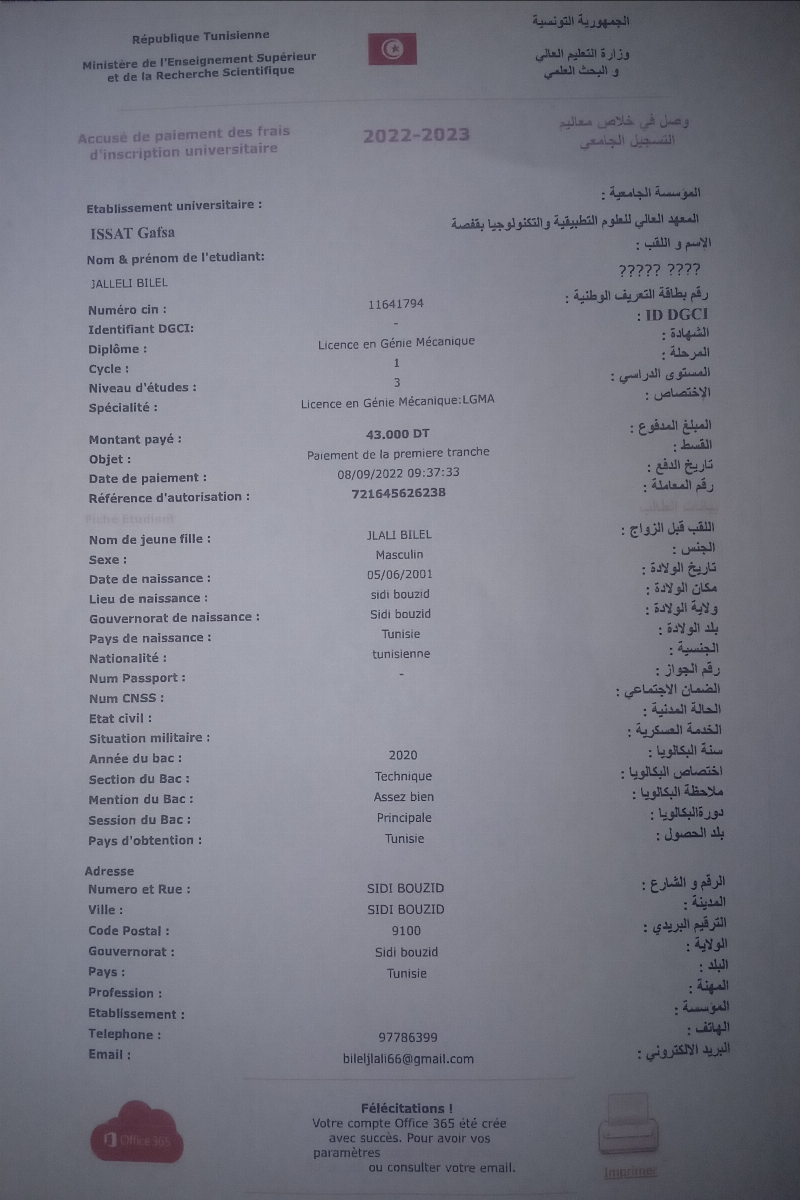 République Tunisienne
Ministère de l'Enseignement Supérieur
et de la Recherche Scientifique
الجمهورية التونسية
وزارة التعليم العالي
و البحث العلمي
Accusé de paiement des frais
d'inscription universitaire
2022-2023
وصل في خلاص معاليم
التسجيل الجامعي
Etablissement universitaire : المؤسسة الجامعية :
ISSAT Gafsa المعهد العالي للعلوم التطبيقية والتكنولوجيا بقفصة
Nom & prénom de l'etudiant: الاسم و اللقب :
JALLELI BILEL ????? ????
Numéro cin : 11641794 رقم بطاقة التعريف الوطنية :
Identifiant DGCI: - ID DGCI :
Diplôme : Licence en Génie Mécanique الشهادة :
Cycle : 1 المرحلة :
Niveau d'études : 3 المستوى الدراسي :
Spécialité : Licence en Génie Mécanique:LGMA الاختصاص :
Montant payé : 43.000 DT المبلغ المدفوع :
Objet : Paiement de la premiere tranche القسط :
Date de paiement : 08/09/2022 09:37:33 تاريخ الدفع :
Référence d'autorisation : 721645626238 رقم المعاملة :
Fiche Etudiant بيانات الطالب
Nom de jeune fille : JLALI BILEL اللقب قبل الزواج :
Sexe : Masculin الجنس :
Date de naissance : 05/06/2001 تاريخ الولادة :
Lieu de naissance : sidi bouzid مكان الولادة :
Gouvernorat de naissance : Sidi bouzid ولاية الولادة :
Pays de naissance : Tunisie بلد الولادة :
Nationalité : tunisienne الجنسية :
Num Passport : - رقم الجواز :
Num CNSS : الضمان الاجتماعي :
Etat civil : الحالة المدنية :
Situation militaire : الخدمة العسكرية :
Année du bac : 2020 سنة البكالويا :
Section du Bac : Technique اختصاص البكالويا :
Mention du Bac : Assez bien ملاحظة البكالويا :
Session du Bac : Principale دورةالبكالويا :
Pays d'obtention : Tunisie بلد الحصول :
Adresse
Numero et Rue : SIDI BOUZID الرقم و الشارع :
Ville : SIDI BOUZID المدينة :
Code Postal : 9100 الترقيم البريدي :
Gouvernorat : Sidi bouzid الولاية :
Pays : Tunisie البلد :
Profession : المهنة :
Etablissement : المؤسسة :
Telephone : 97786399 الهاتف :
Email : bileljlali66@gmail.com البريد الالكتروني :
Office 365
Félécitations !
Votre compte Office 365 été crée
avec succès. Pour avoir vos
paramètres
ou consulter votre email.
Imprimer